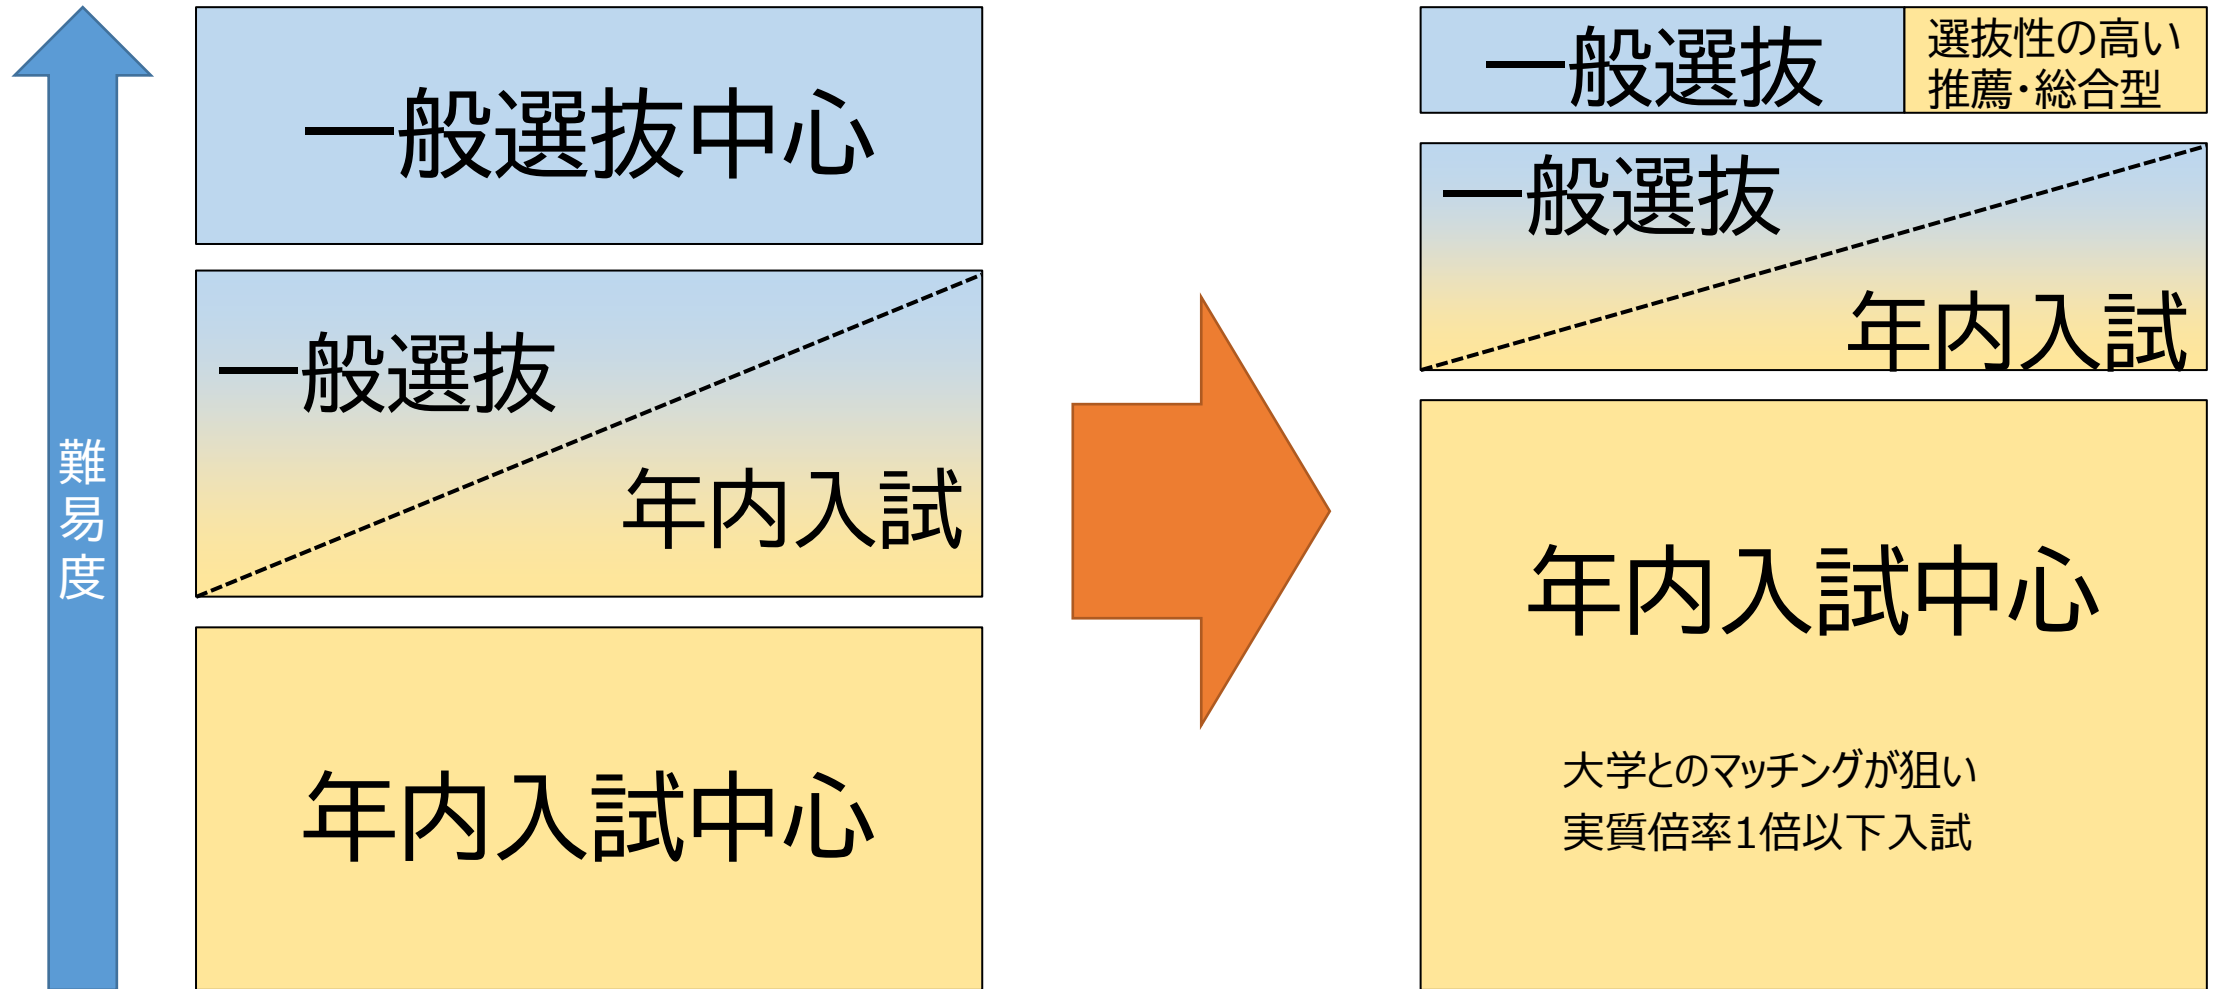 難易度
一般選抜中心
一般選抜
年内入試
年内入試中心
一般選抜
選抜性の高い
推薦・総合型
一般選抜
年内入試
年内入試中心
大学とのマッチングが狙い
実質倍率1倍以下入試